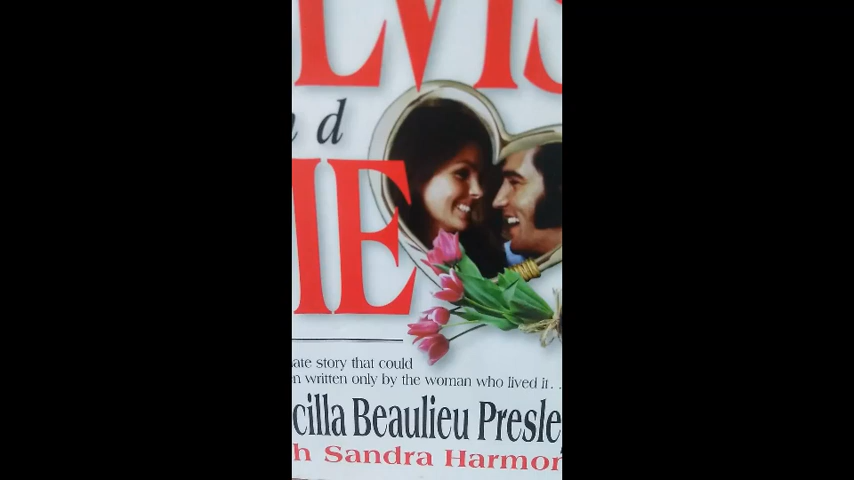 LVIS
nd
ME
ate story that could
n written only by the woman who lived it. .
cilla Beaulieu Presle
h Sandra Harmon